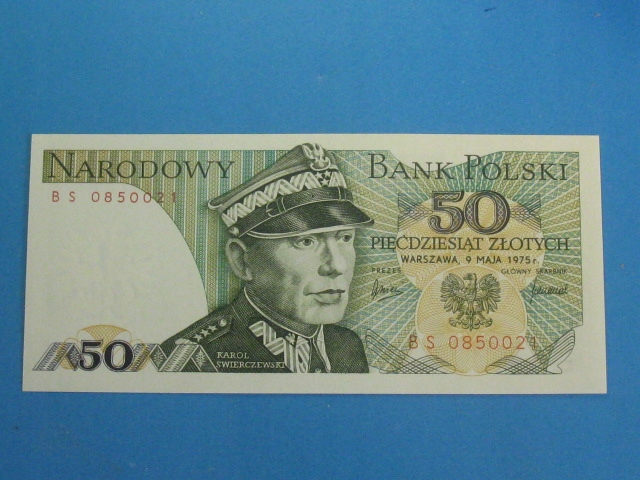 NARODOWY BANK POLSKI
BS 0850021
50
PIĘĆDZIESIĄT ZŁOTYCH
WARSZAWA, 9 MAJA 1975 r.
PREZES GŁÓWNY SKARBNIK
BS 0850021
50
KAROL
ŚWIERCZEWSKI